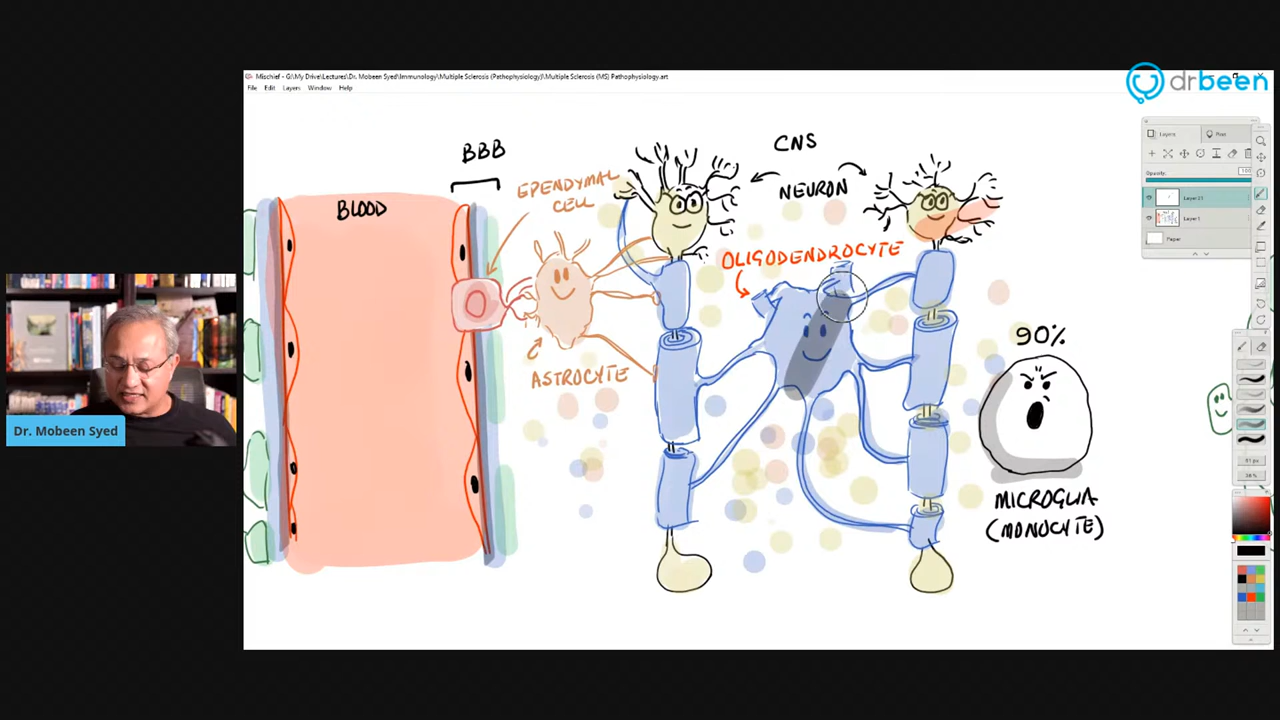 drbeen
Mischief - G:\My Drive\Lectures\Dr. Mobeen Syed\Immunology\Multiple Sclerosis (Pathophysiology)\Multiple Sclerosis (MS) Pathophysiology.art
File Edit Layers Window Help
Layers
Opacity:
Layer 1
Paper
BBB
CNS
EPENDYMAL
CELL
NEURON
BLOOD
OLIGODENDROCYTE
90%
ASTROCYTE
MICROGLIA
(MONOCYTE)
Dr. Mobeen Syed